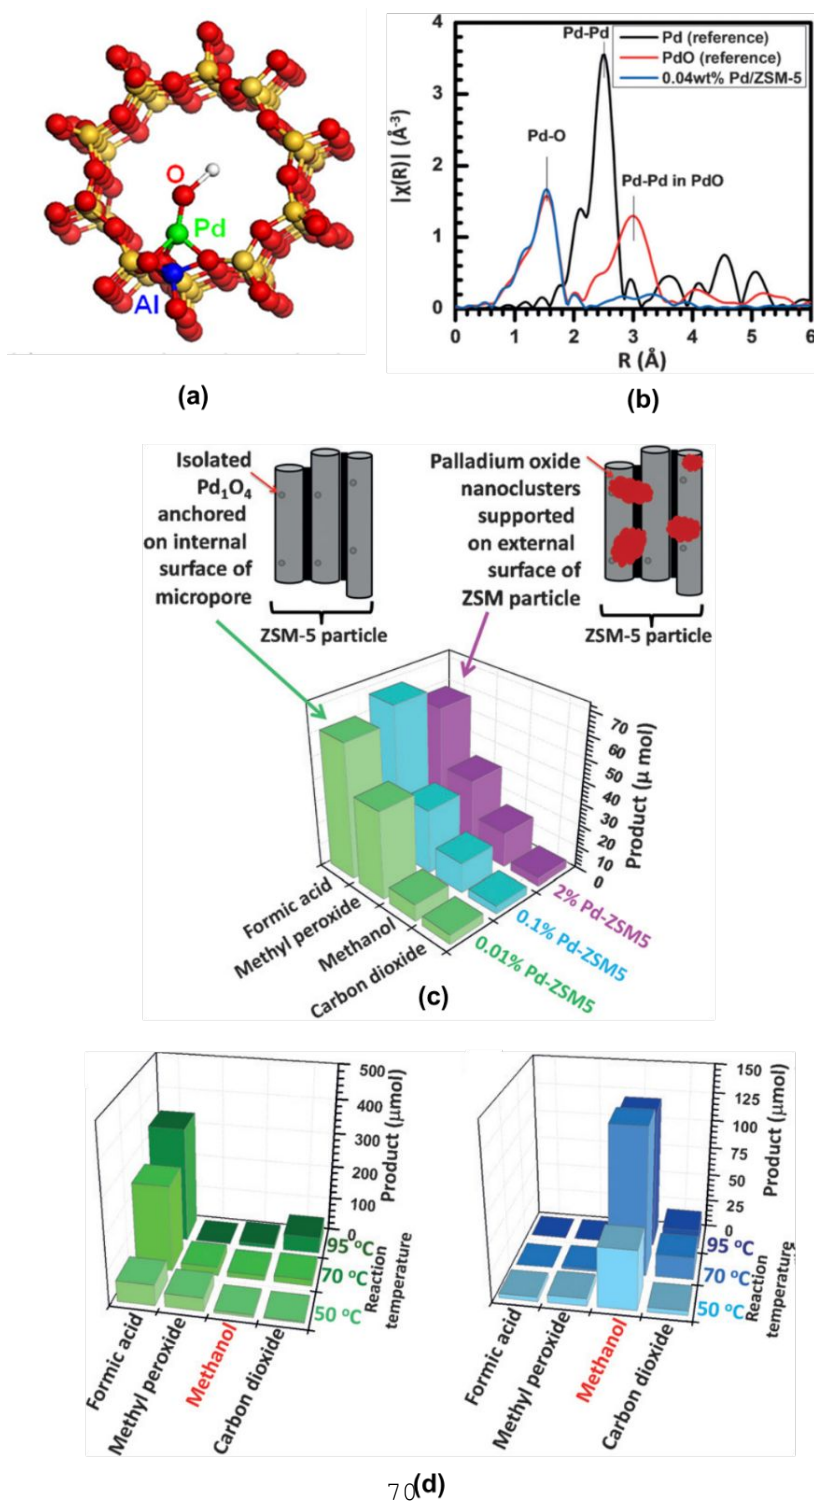 O
Pd
Al
(a)
|χ(R)| (Å-3)
4
3
2
1
0
Pd-Pd
Pd-O
Pd-Pd in PdO
Pd (reference)
PdO (reference)
0.04wt% Pd/ZSM-5
0 1 2 3 4 5 6
R (Å)
(b)
Isolated
Pd1O4
anchored
on internal
surface of
micropore
ZSM-5 particle
Palladium oxide
nanoclusters
supported
on external
surface of
ZSM particle
ZSM-5 particle
70
60
50
40
30
20
10
0
Product (μ mol)
Formic acid
Methyl peroxide
Methanol
Carbon dioxide
2% Pd-ZSM5
0.1% Pd-ZSM5
0.01% Pd-ZSM5
(c)
500
400
300
200
100
0
Product (μmol)
95 oC
70 oC
50 oC
Reaction
temperature
Formic acid
Methyl peroxide
Methanol
Carbon dioxide
150
125
100
75
50
25
0
Product (μmol)
95 oC
70 oC
50 oC
Reaction
temperature
Formic acid
Methyl peroxide
Methanol
Carbon dioxide
70
(d)